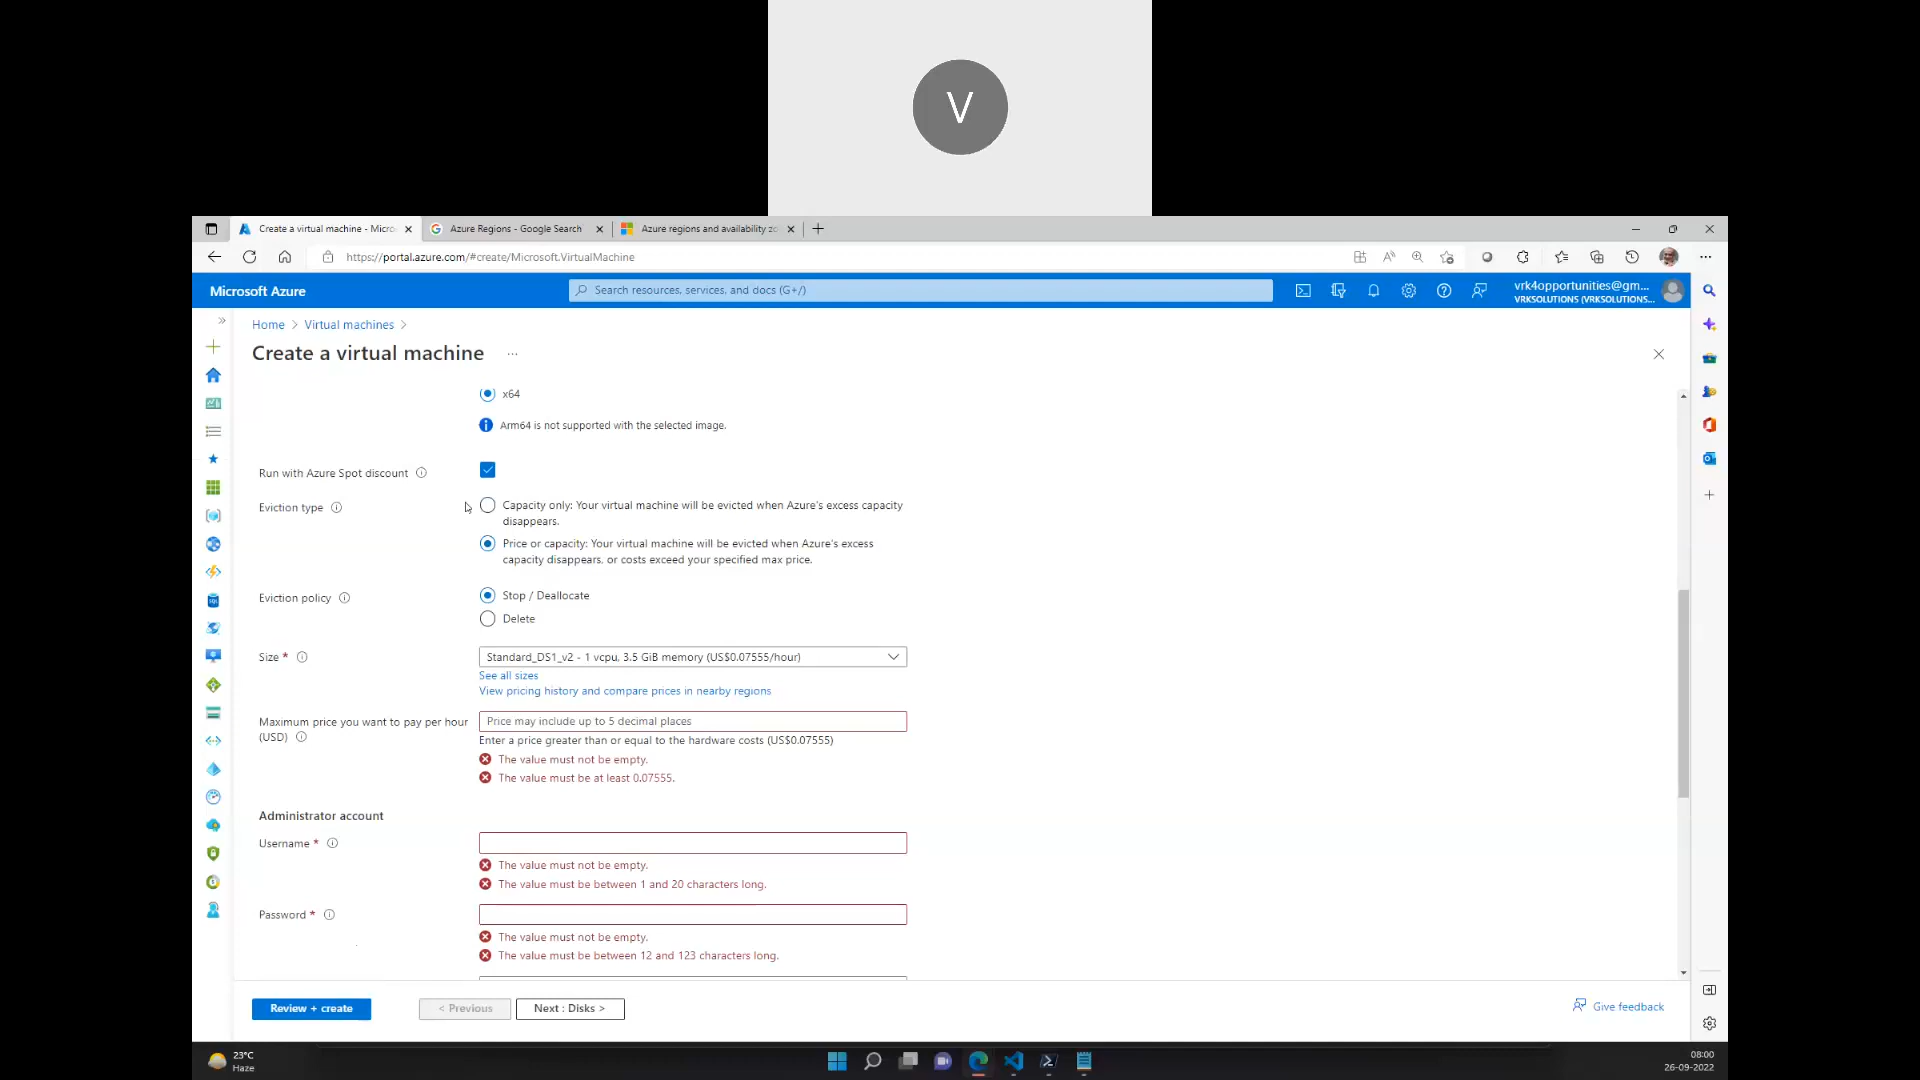 V
Create a virtual machine - Micro
Azure Regions - Google Search
Azure regions and availability zo
https://portal.azure.com/#create/Microsoft.VirtualMachine
Microsoft Azure
Search resources, services, and docs (G+/)
vrk4opportunities@gm...
VRKSOLUTIONS (VRKSOLUTIONS...
Home > Virtual machines >
Create a virtual machine ...
x64
Arm64 is not supported with the selected image.
Run with Azure Spot discount
Eviction type
Capacity only: Your virtual machine will be evicted when Azure's excess capacity
disappears.
Price or capacity: Your virtual machine will be evicted when Azure's excess
capacity disappears, or costs exceed your specified max price.
Eviction policy
Stop / Deallocate
Delete
Size *
Standard_DS1_v2 - 1 vcpu, 3.5 GiB memory (US$0.07555/hour)
See all sizes
View pricing history and compare prices in nearby regions
Maximum price you want to pay per hour
(USD)
Price may include up to 5 decimal places
Enter a price greater than or equal to the hardware costs (US$0.07555)
The value must not be empty.
The value must be at least 0.07555.
Administrator account
Username *
The value must not be empty.
The value must be between 1 and 20 characters long.
Password *
The value must not be empty.
The value must be between 12 and 123 characters long.
Review + create
< Previous
Next : Disks >
Give feedback
23°C
Haze
08:00
26-09-2022